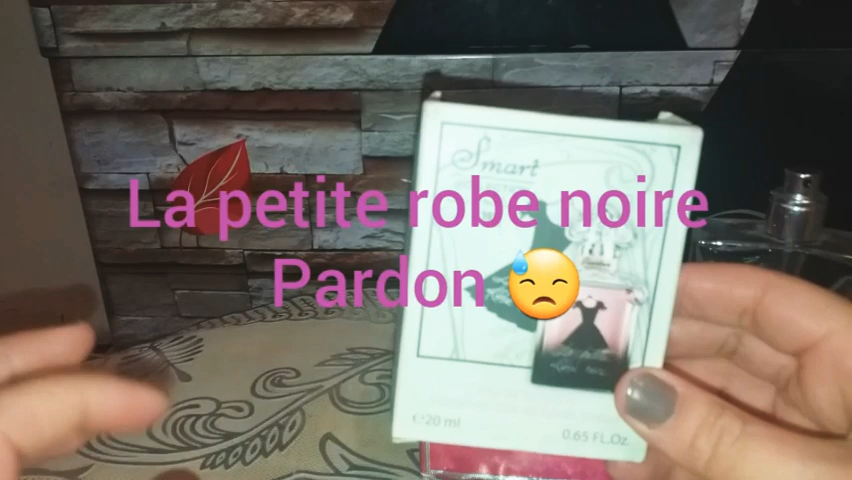 Smart
La petite robe noire
Pardon 😓
℮20 ml
0.65 FL.Oz